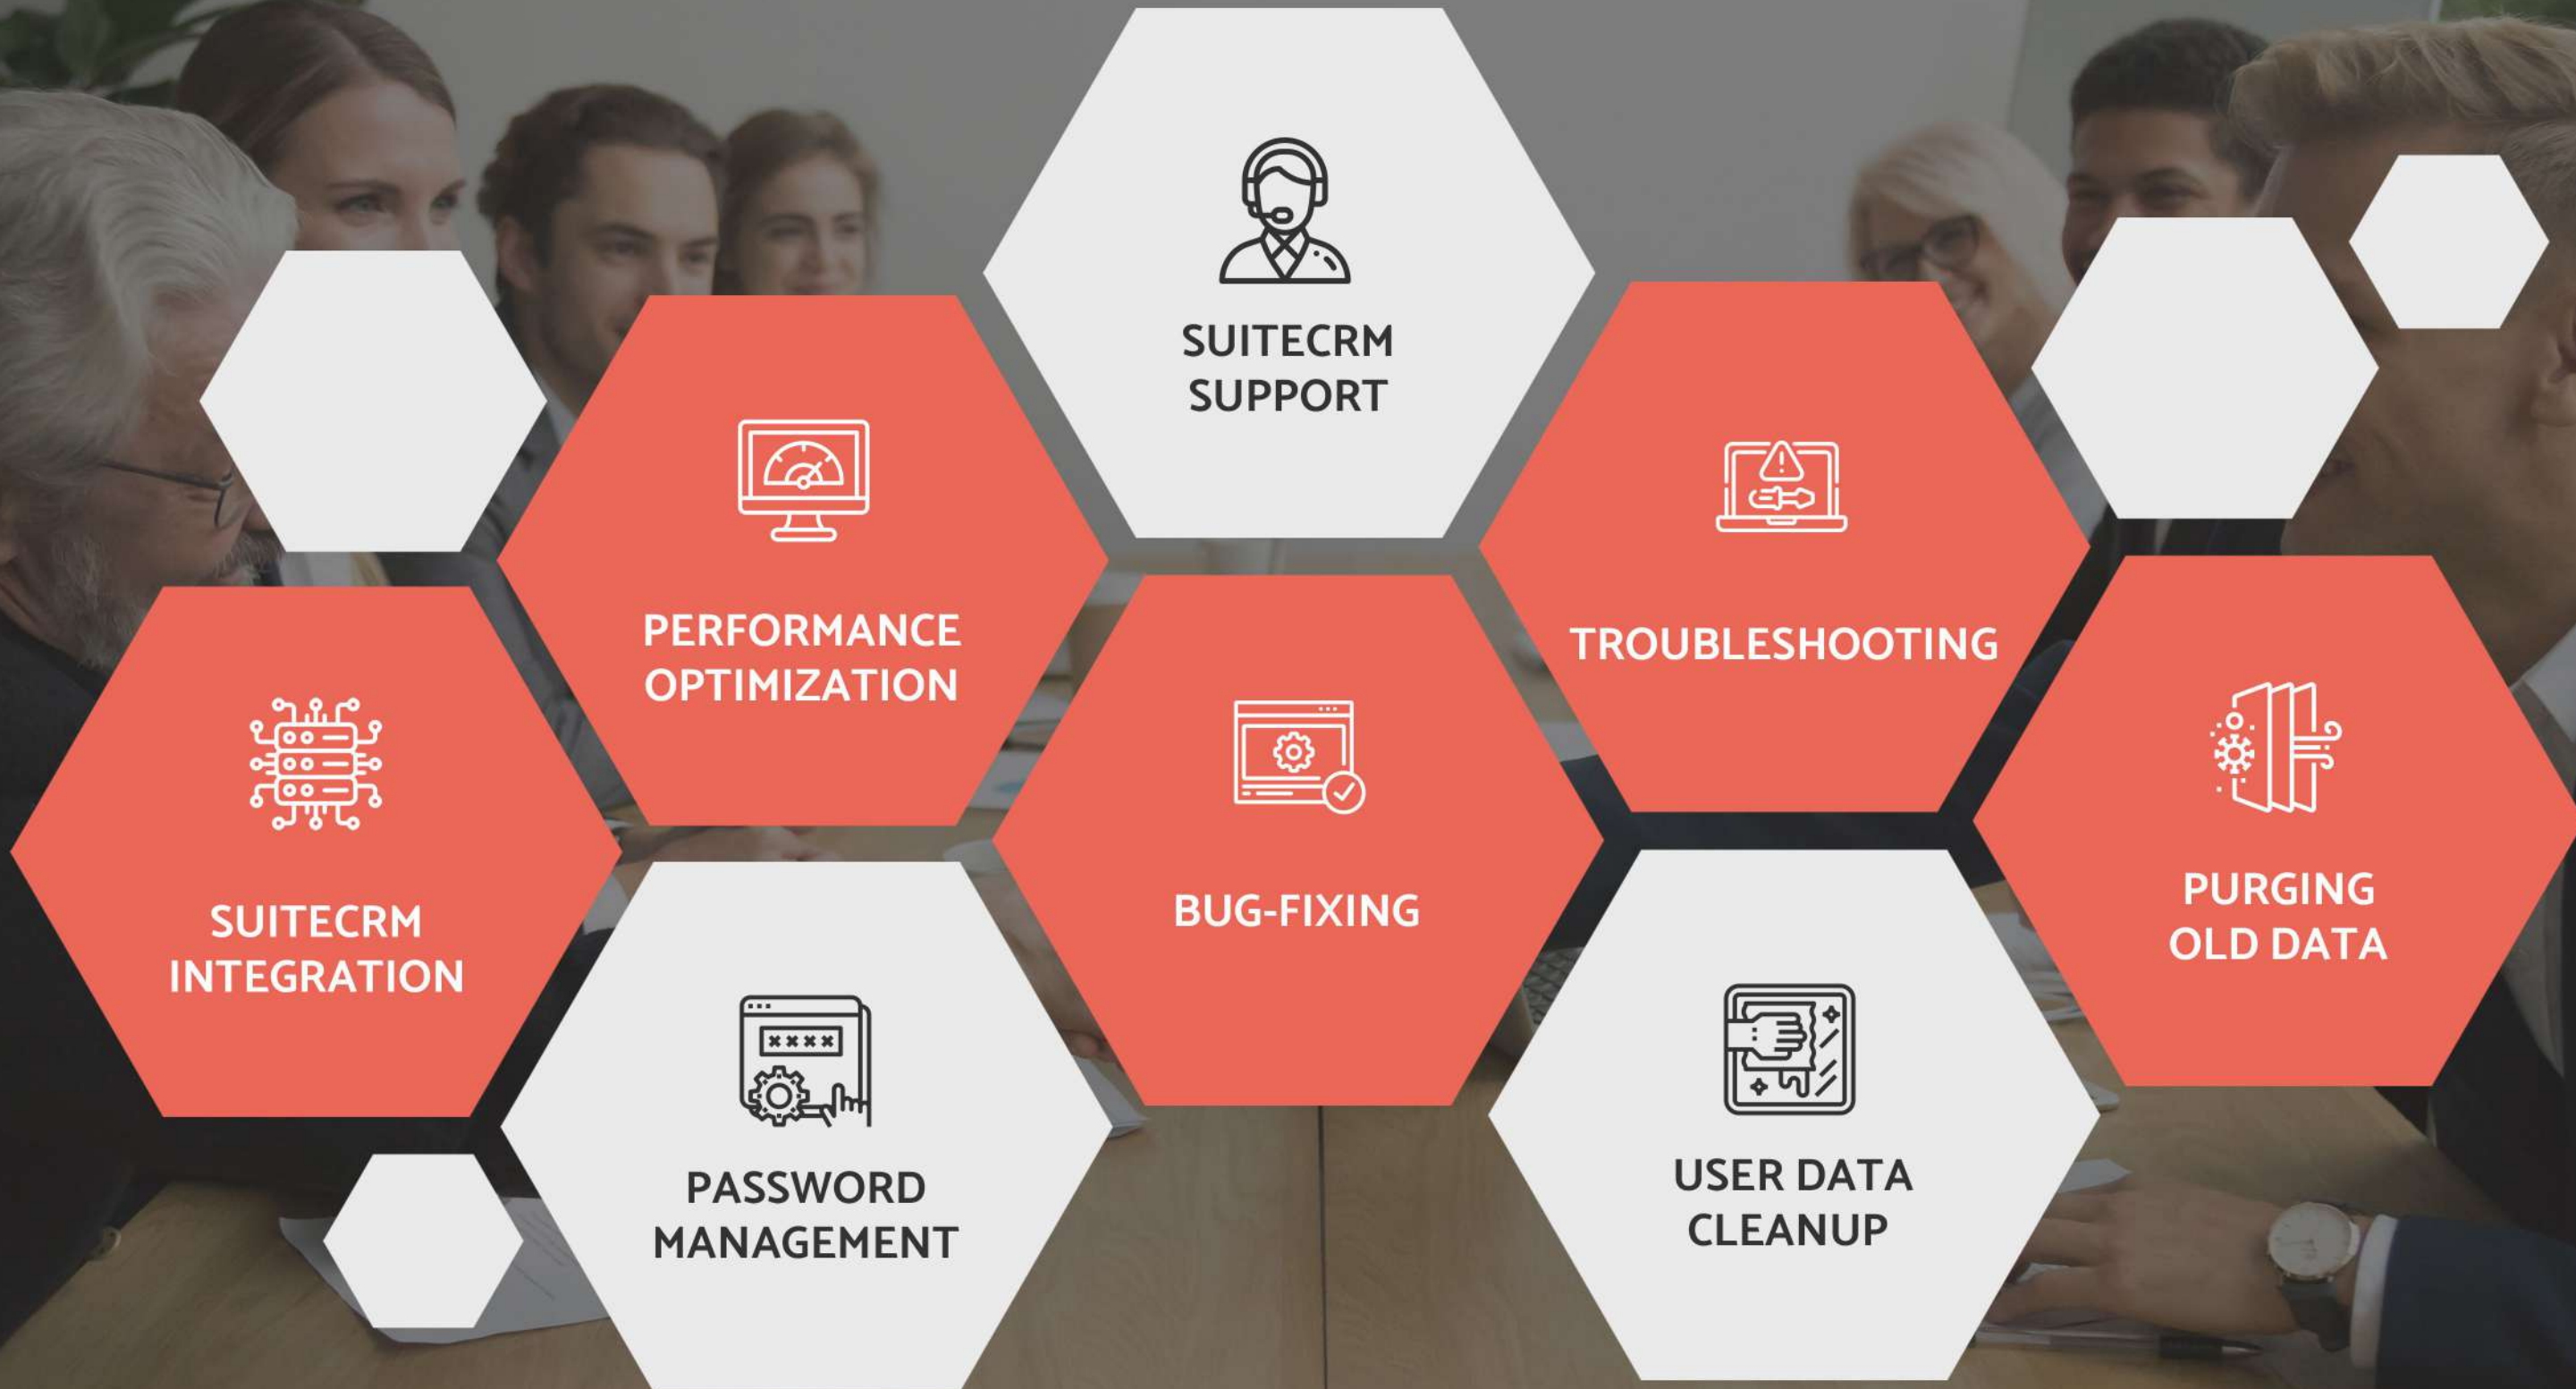 SUITECRM
SUPPORT
PERFORMANCE
OPTIMIZATION
TROUBLESHOOTING
SUITECRM
INTEGRATION
BUG-FIXING
PURGING
OLD DATA
PASSWORD
MANAGEMENT
USER DATA
CLEANUP